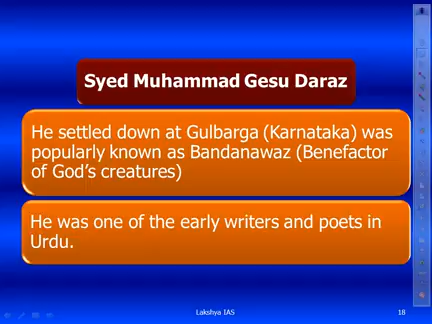 Syed Muhammad Gesu Daraz
He settled down at Gulbarga (Karnataka) was
popularly known as Bandanawaz (Benefactor
of God's creatures)
He was one of the early writers and poets in
Urdu.
Lakshya IAS
18